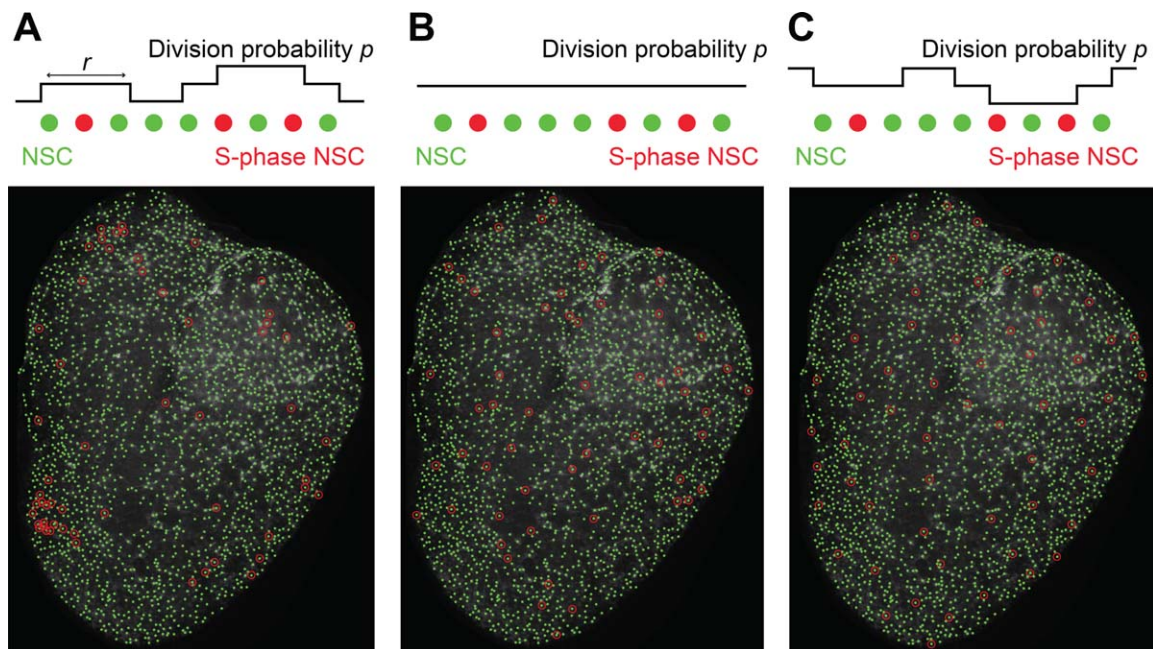 A
Division probability p
r
NSC
S-phase NSC
B
Division probability p
NSC
S-phase NSC
C
Division probability p
NSC
S-phase NSC